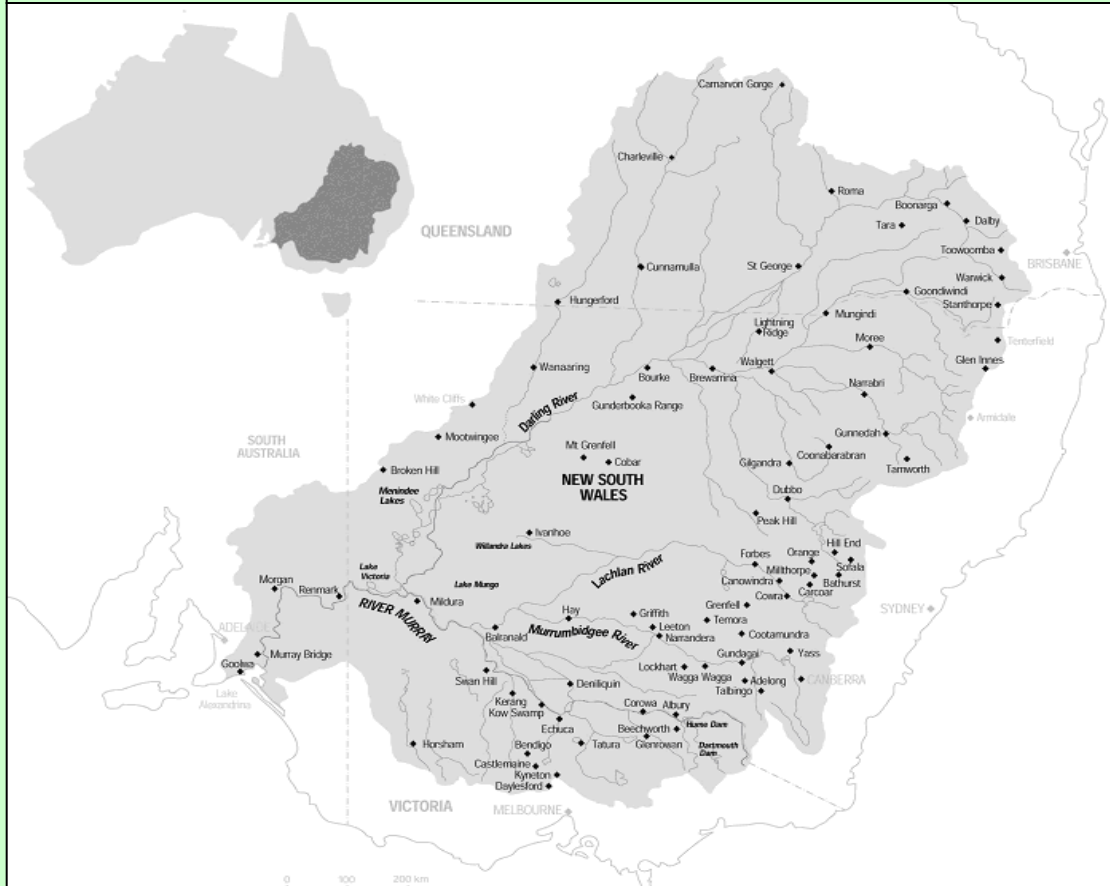 Carnarvon Gorge
Charleville
Roma
Boonarga
Tara
Dalby
QUEENSLAND
Toowoomba
BRISBANE
Cunnamulla
St George
Warwick
Goondiwindi
Hungerford
Stanthorpe
Mungindi
Lightning
Ridge
Moree
Tenterfield
Glen Innes
Walgett
Wanaaring
Bourke
Brewarrina
Narrabri
White Cliffs
Darling River
Gunderbooka Range
Armidale
Mootwingee
SOUTH
AUSTRALIA
Mt Grenfell
Gunnedah
Coonabarabran
Cobar
Gilgandra
Tamworth
Broken Hill
NEW SOUTH
WALES
Menindee
Lakes
Dubbo
Peak Hill
Ivanhoe
Willandra Lakes
Hill End
Forbes
Orange
Sofala
Lake
Victoria
Lachlan River
Millthorpe
Morgan
Lake Mungo
Canowindra
Bathurst
Renmark
Carcoar
Cowra
Mildura
RIVER MURRAY
Grenfell
SYDNEY
Hay
Griffith
Temora
ADELAIDE
Balranald
Murrumbidgee River
Leeton
Narrandera
Cootamundra
Murray Bridge
Goolwa
Gundagai
Yass
Lockhart
Wagga Wagga
Swan Hill
Deniliquin
Adelong
CANBERRA
Talbingo
Lake
Alexandrina
Kerang
Kow Swamp
Corowa
Albury
Echuca
Beechworth
Hume Dam
Horsham
Bendigo
Tatura
Glenrowan
Dartmouth
Dam
Castlemaine
Kyneton
Daylesford
VICTORIA
MELBOURNE
0 100 200 km